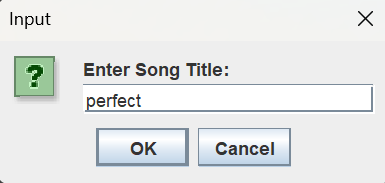 Input
?
Enter Song Title:
perfect
OK Cancel